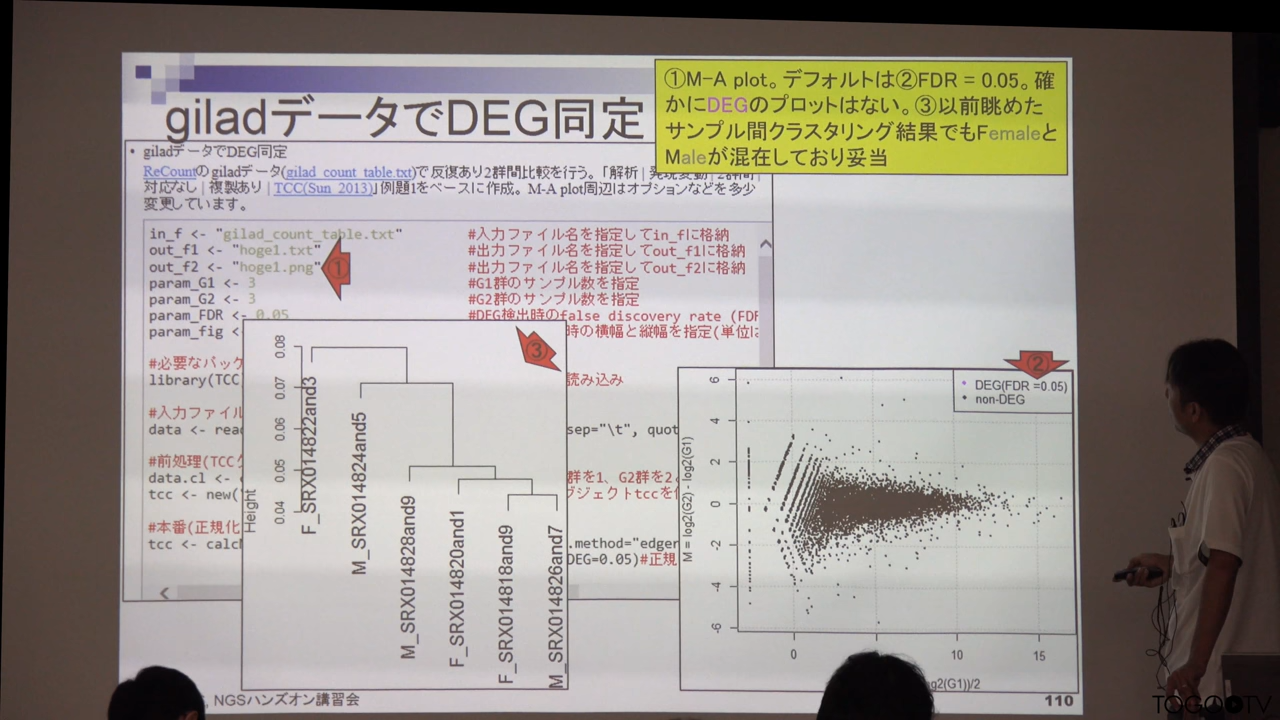 giladデータでDEG同定
①M-A plot。デフォルトは②FDR = 0.05。確
かにDEGのプロットはない。③以前眺めた
サンプル間クラスタリング結果でもFemaleと
Maleが混在しており妥当
• giladデータでDEG同定
ReCountのgiladデータ(gilad_count_table.txt)で反復あり2群間比較を行う。「解析 | 発現変動 | 2群間 |
対応なし | 複製あり | TCC(Sun_2013)」例題1をベースに作成。M-A plot周辺はオプションなどを多少
変更しています。
in_f <- "gilad_count_table.txt" #入力ファイル名を指定してin_fに格納
out_f1 <- "hoge1.txt" #出力ファイル名を指定してout_f1に格納
out_f2 <- "hoge1.png" #出力ファイル名を指定してout_f2に格納
①
param_G1 <- 3 #G1群のサンプル数を指定
param_G2 <- 3 #G2群のサンプル数を指定
param_FDR <- 0.05 #DEG検出時のfalse discovery rate (FDR
param_fig < 時の横幅と縦幅を指定(単位は
#必要なパッケ
library(TCC 読み込み
#入力ファイル
data <- read sep="\t", quot
#前処理(TCCク
data.cl <- 群を1、G2群を2
tcc <- new( ブジェクトtccを
#本番(正規化
tcc <- calcN .method="edger
DEG=0.05)#正規
③
Height
0.04 0.05 0.06 0.07 0.08
F_SRX014822and3
M_SRX014824and5
M_SRX014828and9
F_SRX014820and1
F_SRX014818and9
M_SRX014826and7
②
DEG(FDR =0.05)
non-DEG
M = log2(G2) - log2(G1)
6
4
2
0
-2
-4
-6
0 10 15
g2(G1))/2
, NGSハンズオン講習会
110
TOGOTV